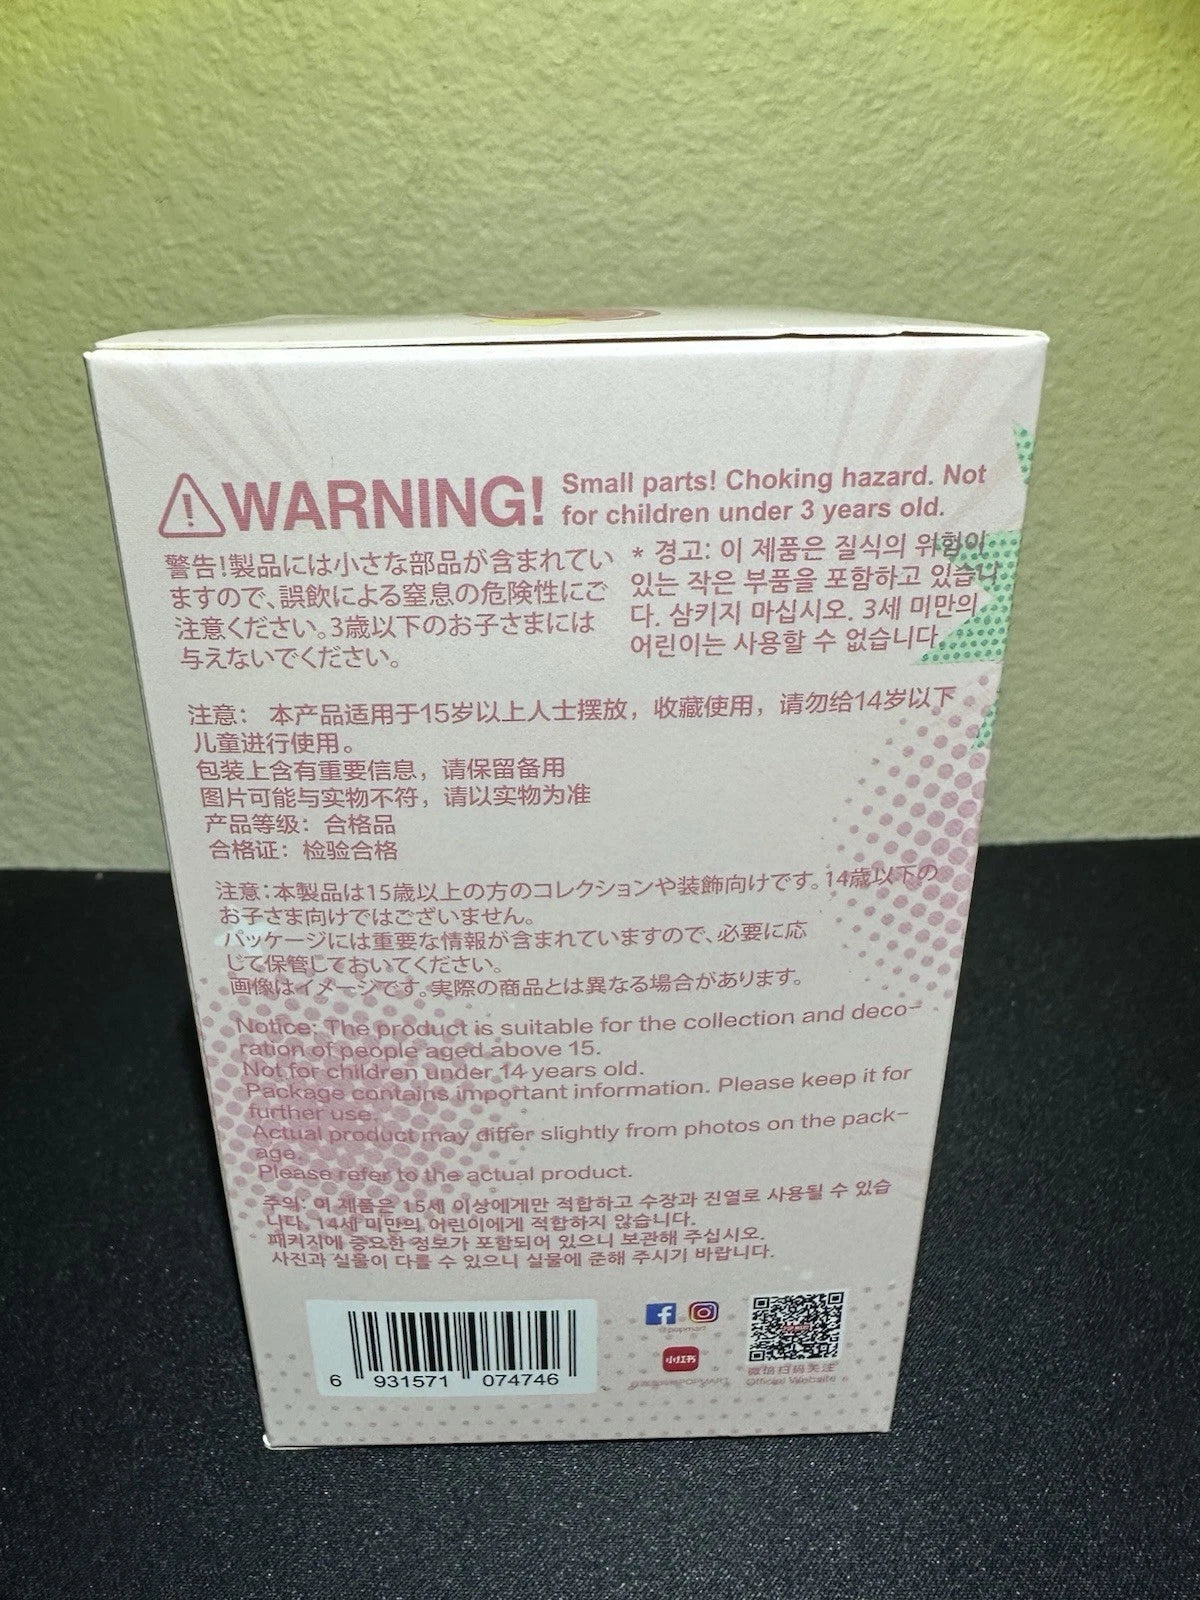 WARNING!
Small parts! Choking hazard. Not
for children under 3 years old.
警告!製品には小さな部品が含まれてい
ますので、誤飲による窒息の危険性にご
注意ください。3歳以下のお子さまには
与えないでください。
* 경고: 이 제품은 질식의 위험이
있는 작은 부품을 포함하고 있습니
다. 삼키지 마십시오. 3세 미만의
어린이는 사용할 수 없습니다.
注意： 本产品适用于15岁以上人士摆放，收藏使用，请勿给14岁以下
儿童进行使用。
包装上含有重要信息，请保留备用
图片可能与实物不符，请以实物为准
产品等级：合格品
合格证：检验合格
注意:本製品は15歳以上の方のコレクションや装飾向けです。14歳以下の
お子さま向けではございません。
パッケージには重要な情報が含まれていますので、必要に応
じて保管しておいてください。
画像はイメージです。実際の商品とは異なる場合があります。
Notice: The product is suitable for the collection and deco-
ration of people aged above 15.
Not for children under 14 years old.
Package contains important information. Please keep it for
further use.
Actual product may differ slightly from photos on the pack-
age.
Please refer to the actual product.
주의: 이 제품은 15세 이상에게만 적합하고 수장과 진열로 사용될 수 있습
니다. 14세 미만의 어린이에게 적합하지 않습니다.
패키지에 중요한 정보가 포함되어 있으니 보관해 주십시오.
사진과 실물이 다를 수 있으니 실물에 준해 주시기 바랍니다.
6 931571 074746
@popmart
小红书
POPMART
微信扫码关注
Official Website